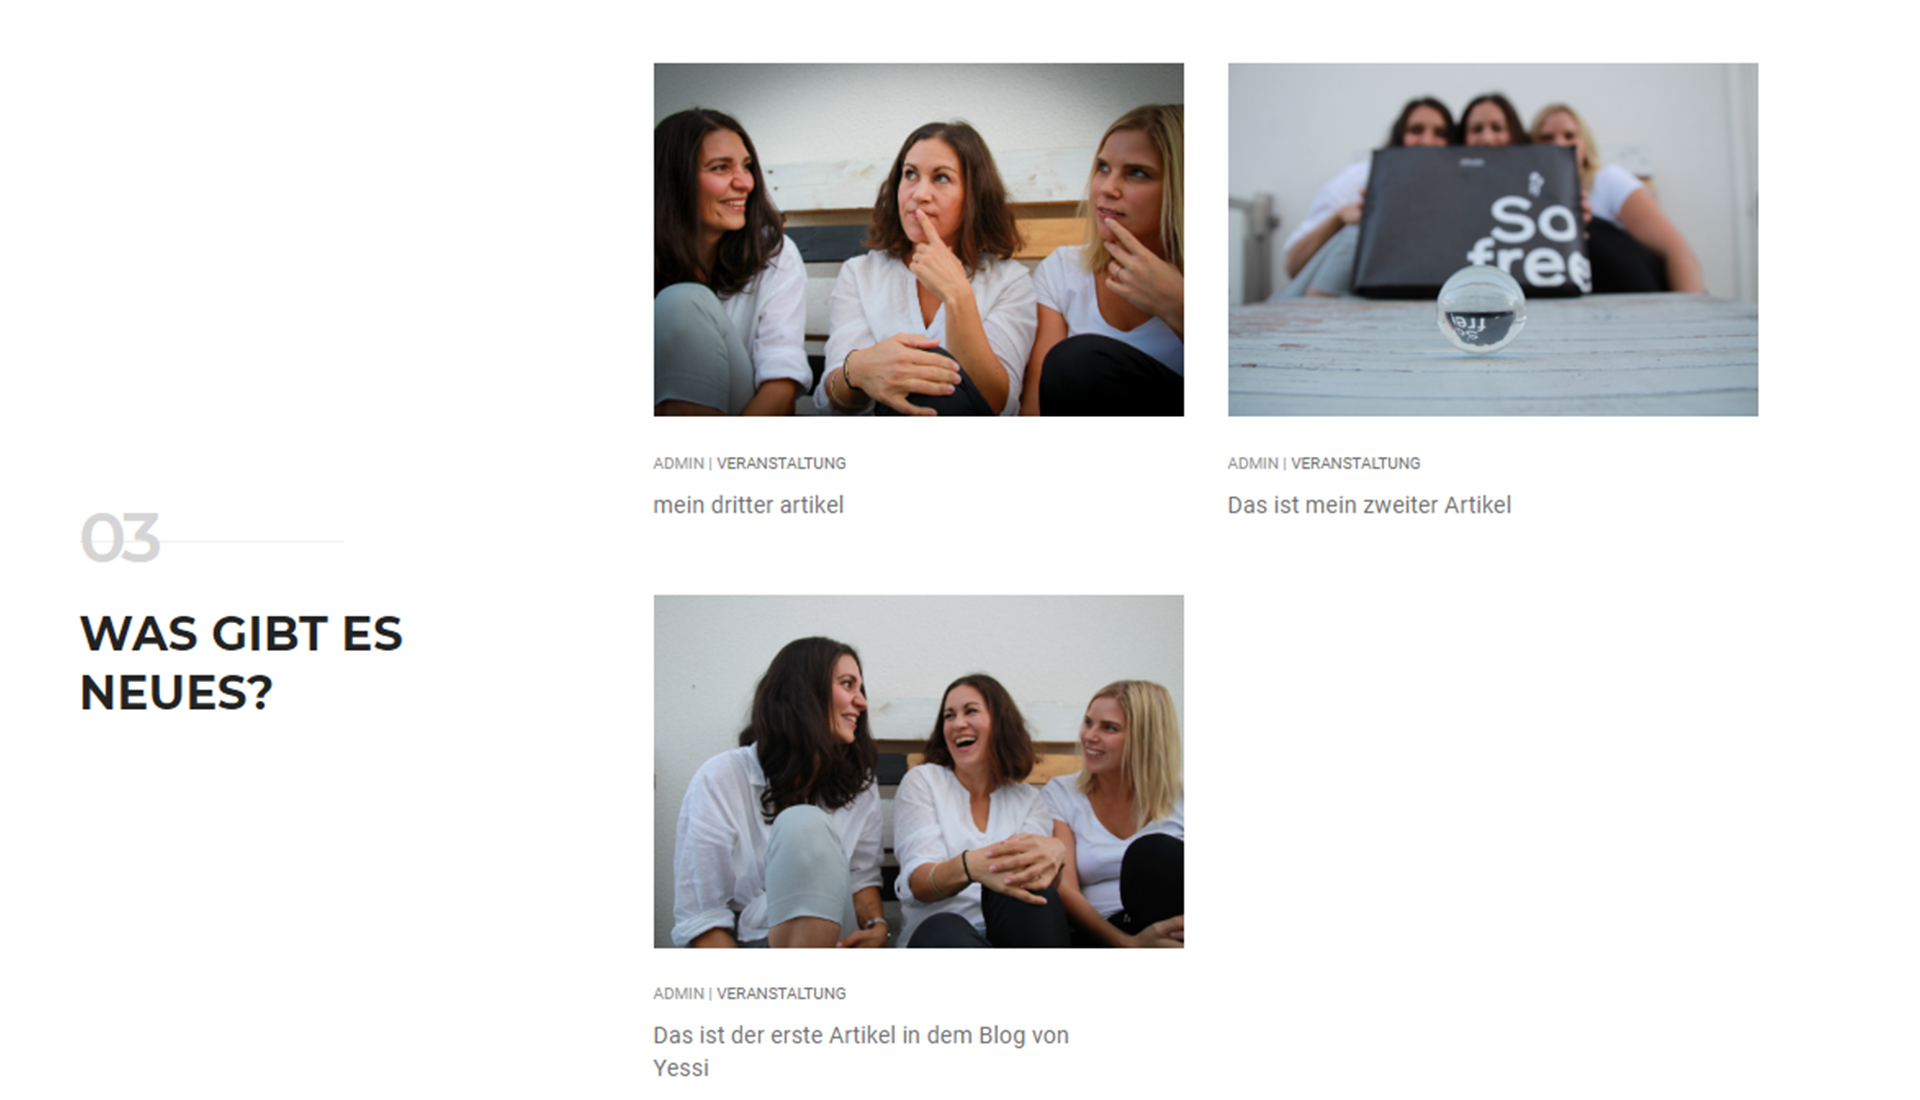 03
WAS GIBT ES
NEUES?
So
free
ADMIN | VERANSTALTUNG
mein dritter artikel
ADMIN | VERANSTALTUNG
Das ist mein zweiter Artikel
ADMIN | VERANSTALTUNG
Das ist der erste Artikel in dem Blog von
Yessi